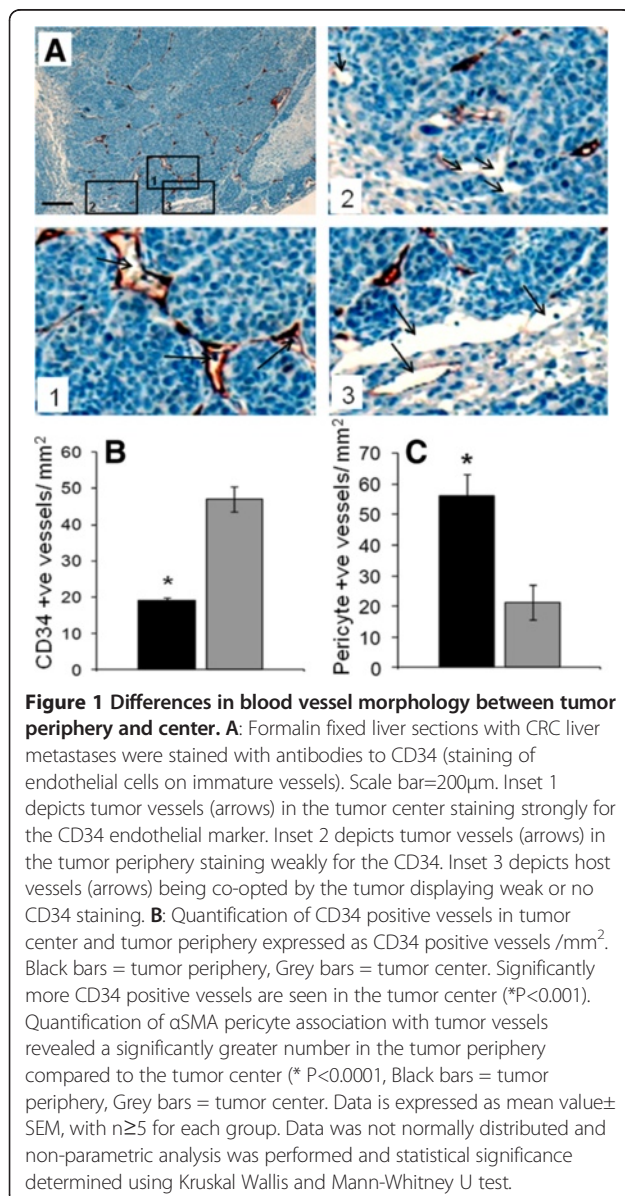 A
1
2
3
2
1
3
B
CD34 +ve vessels/ mm²
60
50
40
30
20
10
0
*
C
Pericyte +ve vessels/ mm²
70
60
50
40
30
20
10
0
*
Figure 1 Differences in blood vessel morphology between tumor
periphery and center. A: Formalin fixed liver sections with CRC liver
metastases were stained with antibodies to CD34 (staining of
endothelial cells on immature vessels). Scale bar=200μm. Inset 1
depicts tumor vessels (arrows) in the tumor center staining strongly for
the CD34 endothelial marker. Inset 2 depicts tumor vessels (arrows) in
the tumor periphery staining weakly for the CD34. Inset 3 depicts host
vessels (arrows) being co-opted by the tumor displaying weak or no
CD34 staining. B: Quantification of CD34 positive vessels in tumor
center and tumor periphery expressed as CD34 positive vessels /mm².
Black bars = tumor periphery, Grey bars = tumor center. Significantly
more CD34 positive vessels are seen in the tumor center (*P<0.001).
Quantification of αSMA pericyte association with tumor vessels
revealed a significantly greater number in the tumor periphery
compared to the tumor center (* P<0.0001, Black bars = tumor
periphery, Grey bars = tumor center. Data is expressed as mean value±
SEM, with n≥5 for each group. Data was not normally distributed and
non-parametric analysis was performed and statistical significance
determined using Kruskal Wallis and Mann-Whitney U test.